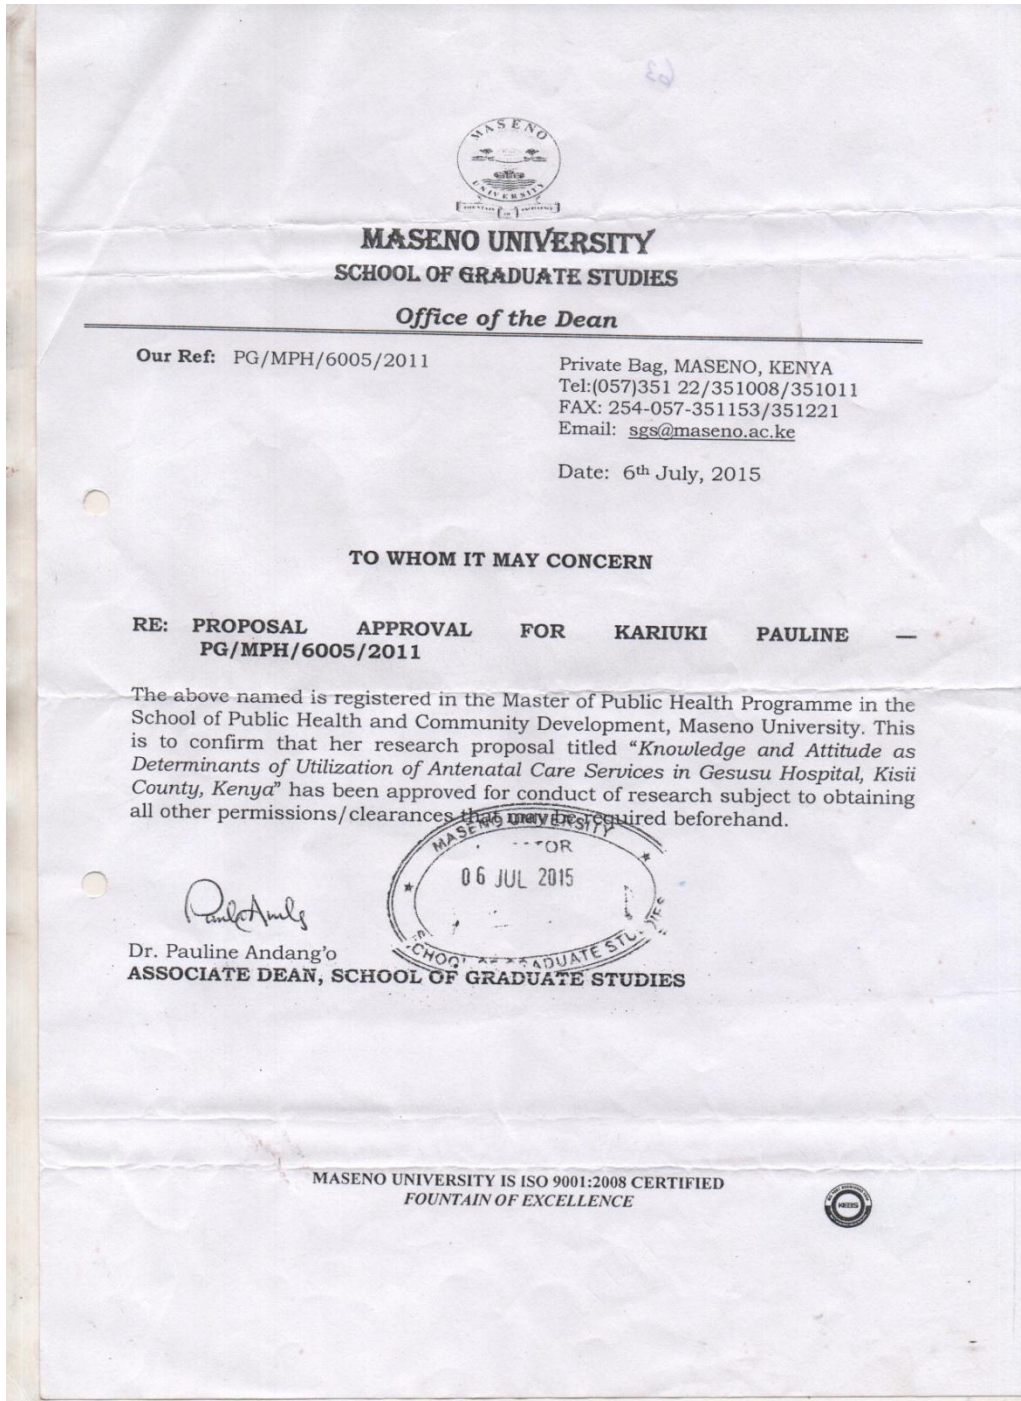 MASENO
UNIVERSITY
MASENO UNIVERSITY
SCHOOL OF GRADUATE STUDIES
Office of the Dean
Our Ref: PG/MPH/6005/2011
Private Bag, MASENO, KENYA
Tel:(057)351 22/351008/351011
FAX: 254-057-351153/351221
Email: sgs@maseno.ac.ke
Date: 6th July, 2015
TO WHOM IT MAY CONCERN
RE: PROPOSAL APPROVAL FOR KARIUKI PAULINE —
PG/MPH/6005/2011
The above named is registered in the Master of Public Health Programme in the
School of Public Health and Community Development, Maseno University. This
is to confirm that her research proposal titled “Knowledge and Attitude as
Determinants of Utilization of Antenatal Care Services in Gesusu Hospital, Kisii
County, Kenya” has been approved for conduct of research subject to obtaining
all other permissions/clearances that may be required beforehand.
MASENO UNIVERSITY
06 JUL 2015
Dr. Pauline Andang'o
ASSOCIATE DEAN, SCHOOL OF GRADUATE STUDIES
MASENO UNIVERSITY IS ISO 9001:2008 CERTIFIED
FOUNTAIN OF EXCELLENCE
KEBS